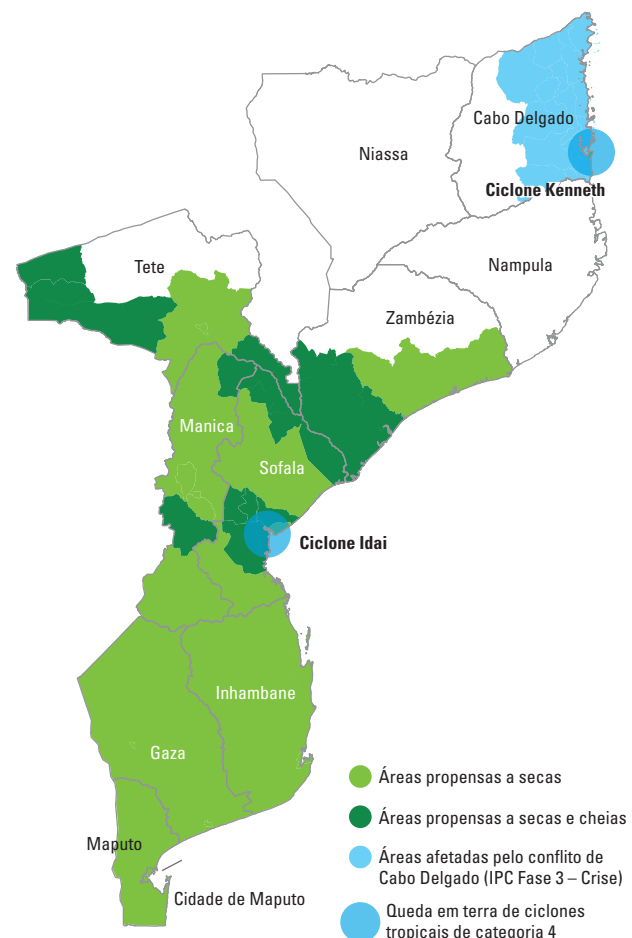 Cabo Delgado
Niassa
Ciclone Kenneth
Nampula
Tete
Zambézia
Manica
Sofala
Ciclone Idai
Inhambane
Gaza
Maputo
Cidade de Maputo
Áreas propensas a secas
Áreas propensas a secas e cheias
Áreas afetadas pelo conflito de
Cabo Delgado (IPC Fase 3 – Crise)
Queda em terra de ciclones
tropicais de categoria 4